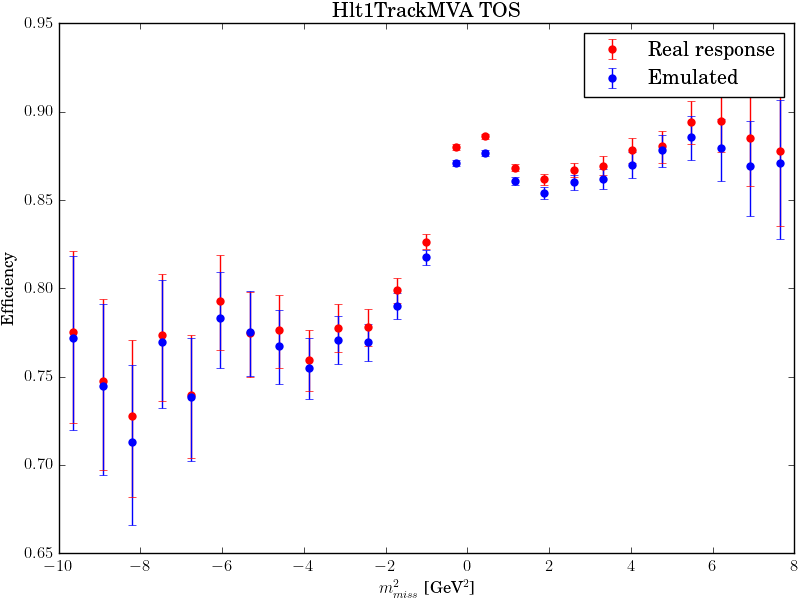 Hlt1TrackMVA TOS
Real response
Emulated
Efficiency
0.95
0.90
0.85
0.80
0.75
0.70
0.65
−10 −8 −6 −4 −2 0 2 4 6 8
m²miss [GeV²]